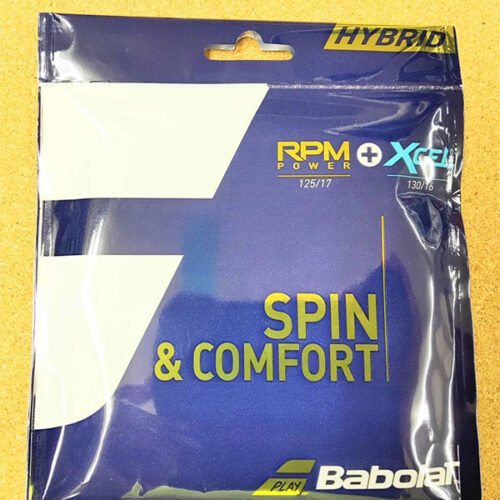 HYBRID
RPM + XCEL
POWER
125/17 130/16
SPIN
& COMFORT
PLAY Babolat